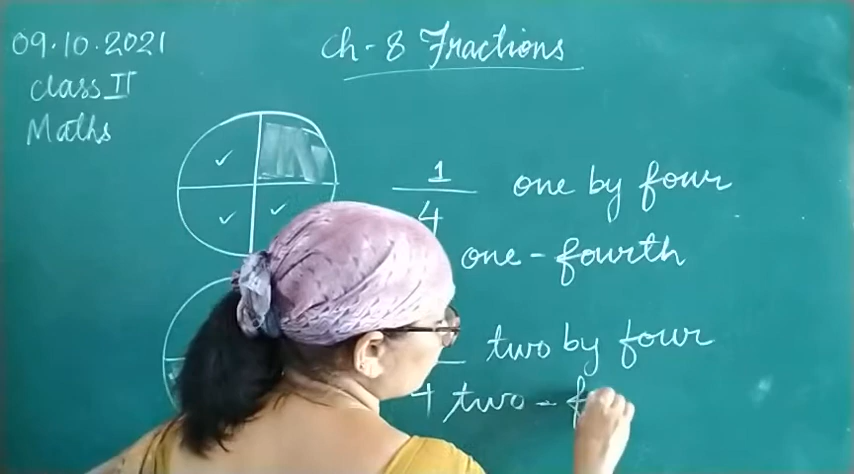 09.10.2021
Class II
Maths
Ch-8 Fractions
1
4
one by four
one-fourth
two by four
4 two-f